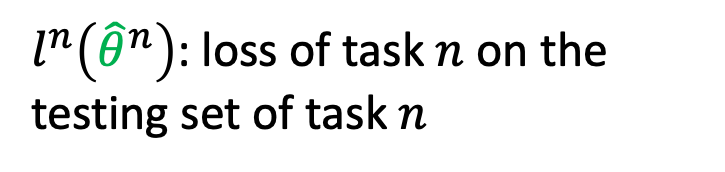 lⁿ(θ̂ⁿ): loss of task n on the
testing set of task n